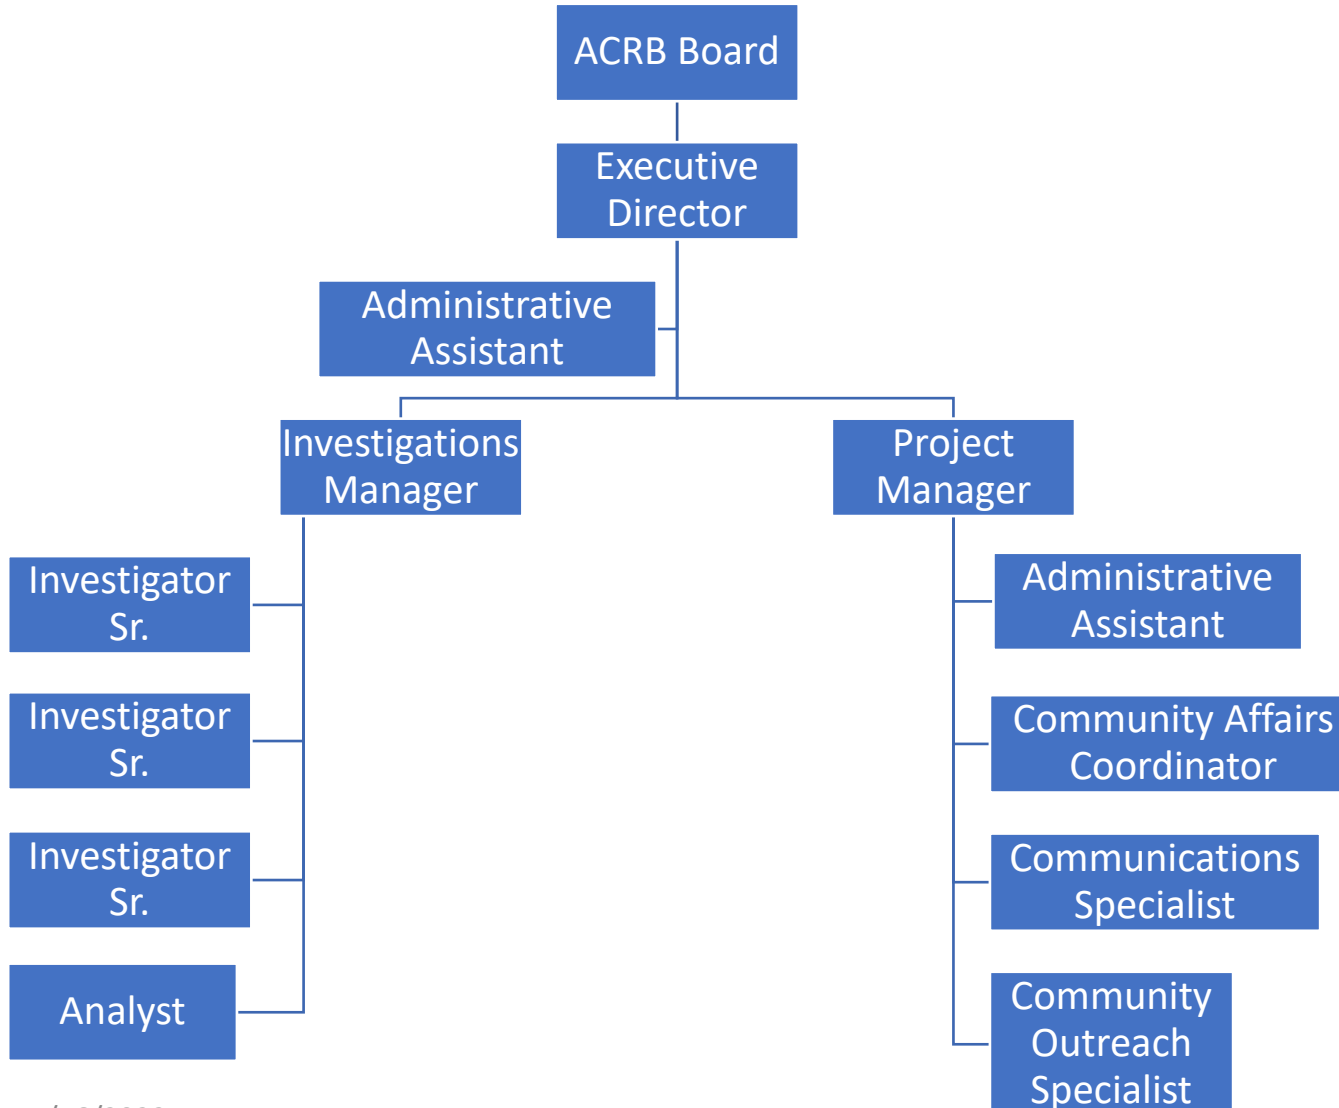 ACRB Board
Executive
Director
Administrative
Assistant
Investigations
Manager
Project
Manager
Investigator
Sr.
Administrative
Assistant
Investigator
Sr.
Community Affairs
Coordinator
Investigator
Sr.
Communications
Specialist
Analyst
Community
Outreach
Specialist